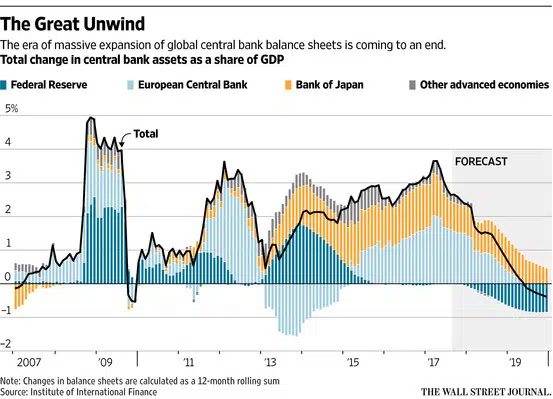 The Great Unwind
The era of massive expansion of global central bank balance sheets is coming to an end.
Total change in central bank assets as a share of GDP
Federal Reserve European Central Bank Bank of Japan Other advanced economies
5%
Total
4
FORECAST
3
2
1
0
–1
–2
2007 '09 '11 '13 '15 '17 '19
Note: Changes in balance sheets are calculated as a 12-month rolling sum
Source: Institute of International Finance THE WALL STREET JOURNAL.